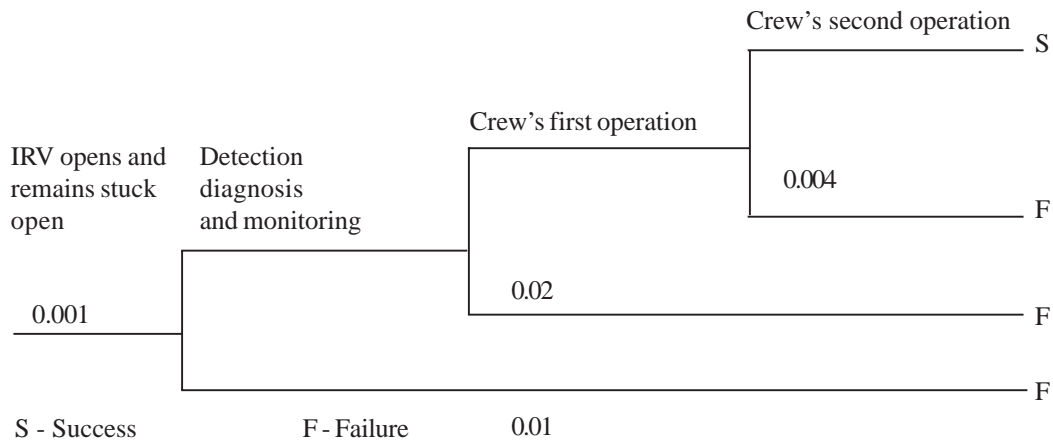 Crew’s second operation
S
Crew’s first operation
IRV opens and
remains stuck
open
Detection
diagnosis
and monitoring
0.004
F
0.02
0.001
F
F
S - Success
F - Failure
0.01